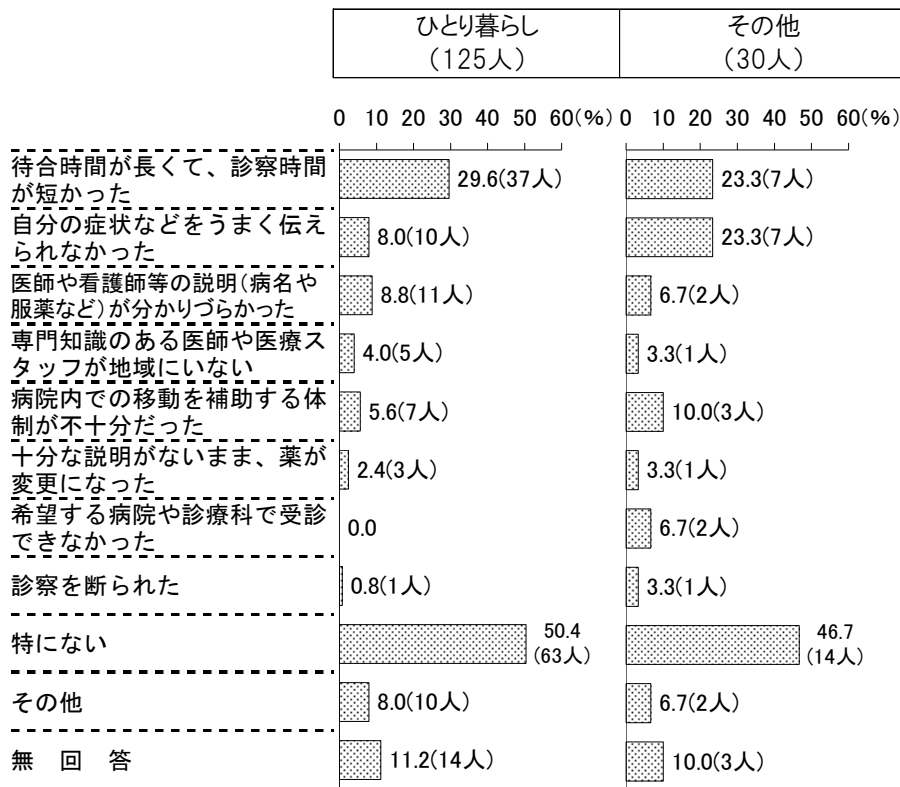 ひとり暮らし
（125人）
その他
（30人）
0 10 20 30 40 50 60(%)
0 10 20 30 40 50 60(%)
待合時間が長くて、診察時間
が短かった
29.6(37人)
23.3(7人)
自分の症状などをうまく伝え
られなかった
8.0(10人)
23.3(7人)
医師や看護師等の説明（病名や
服薬など）が分かりづらかった
8.8(11人)
6.7(2人)
専門知識のある医師や医療ス
タッフが地域にいない
4.0(5人)
3.3(1人)
病院内での移動を補助する体
制が不十分だった
5.6(7人)
10.0(3人)
十分な説明がないまま、薬が
変更になった
2.4(3人)
3.3(1人)
希望する病院や診療科で受診
できなかった
0.0
6.7(2人)
診察を断られた
0.8(1人)
3.3(1人)
特にない
50.4
(63人)
46.7
(14人)
その他
8.0(10人)
6.7(2人)
無　回　答
11.2(14人)
10.0(3人)